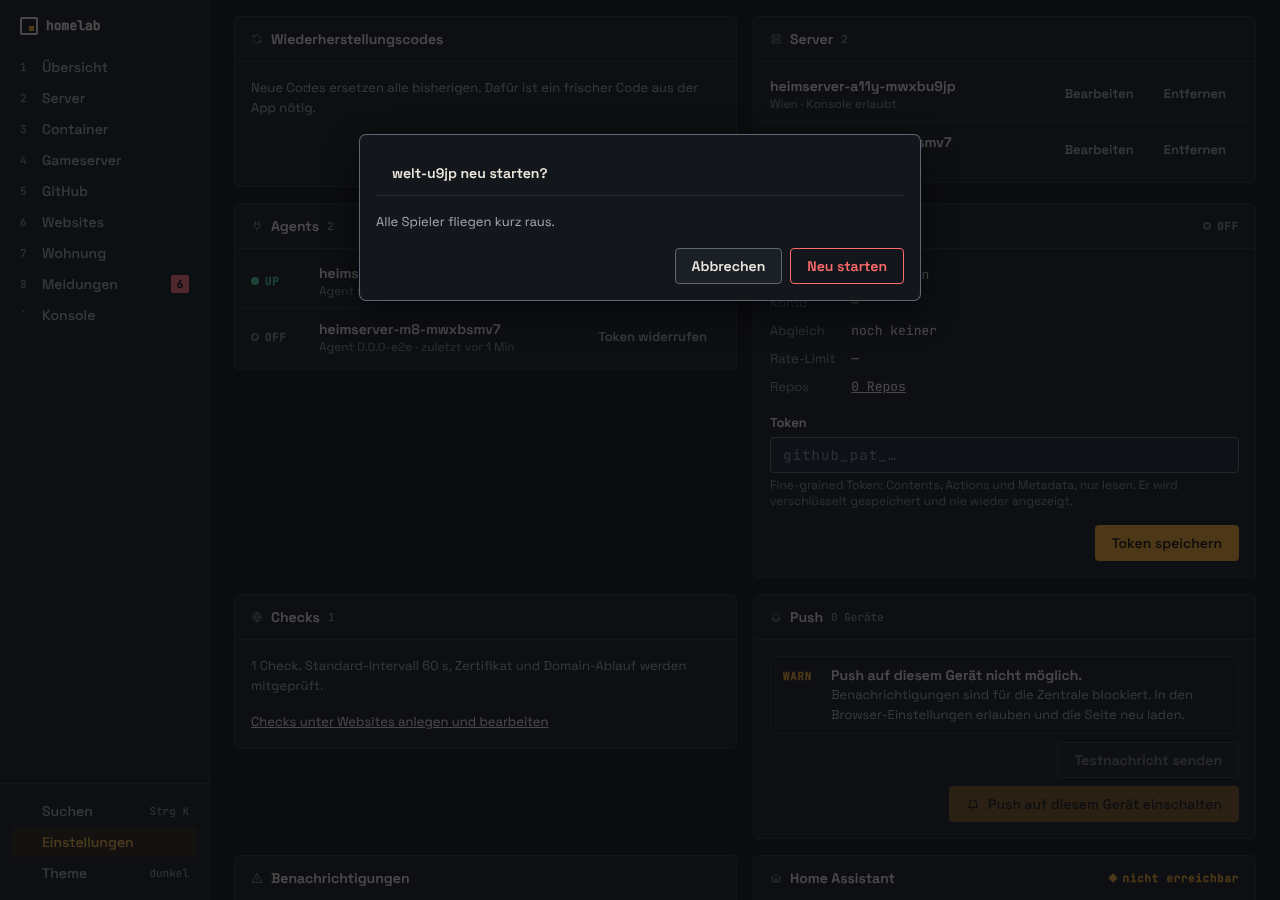 homelab
1 Übersicht
2 Server
3 Container
4 Gameserver
5 GitHub
6 Websites
7 Wohnung
8 Meldungen 6
` Konsole
Suchen Strg K
Einstellungen
Theme dunkel
Wiederherstellungscodes
Neue Codes ersetzen alle bisherigen. Dafür ist ein frischer Code aus der
App nötig.
Server 2
heimserver-a11y-mwxbu9jp
Wien · Konsole erlaubt
Bearbeiten Entfernen
smv7
Bearbeiten Entfernen
welt-u9jp neu starten?
Alle Spieler fliegen kurz raus.
Abbrechen Neu starten
Agents 2
UP heims
Agent
OFF heimserver-m8-mwxbsmv7
Agent 0.0.0-e2e · zuletzt vor 1 Min
Token widerrufen
OFF
Konto —
Abgleich noch keiner
Rate-Limit —
Repos 0 Repos
Token
github_pat_…
Fine-grained Token: Contents, Actions und Metadata, nur lesen. Er wird
verschlüsselt gespeichert und nie wieder angezeigt.
Token speichern
Checks 1
1 Check. Standard-Intervall 60 s, Zertifikat und Domain-Ablauf werden
mitgeprüft.
Checks unter Websites anlegen und bearbeiten
Push 0 Geräte
WARN Push auf diesem Gerät nicht möglich.
Benachrichtigungen sind für die Zentrale blockiert. In den
Browser-Einstellungen erlauben und die Seite neu laden.
Testnachricht senden
Push auf diesem Gerät einschalten
Benachrichtigungen
Home Assistant nicht erreichbar